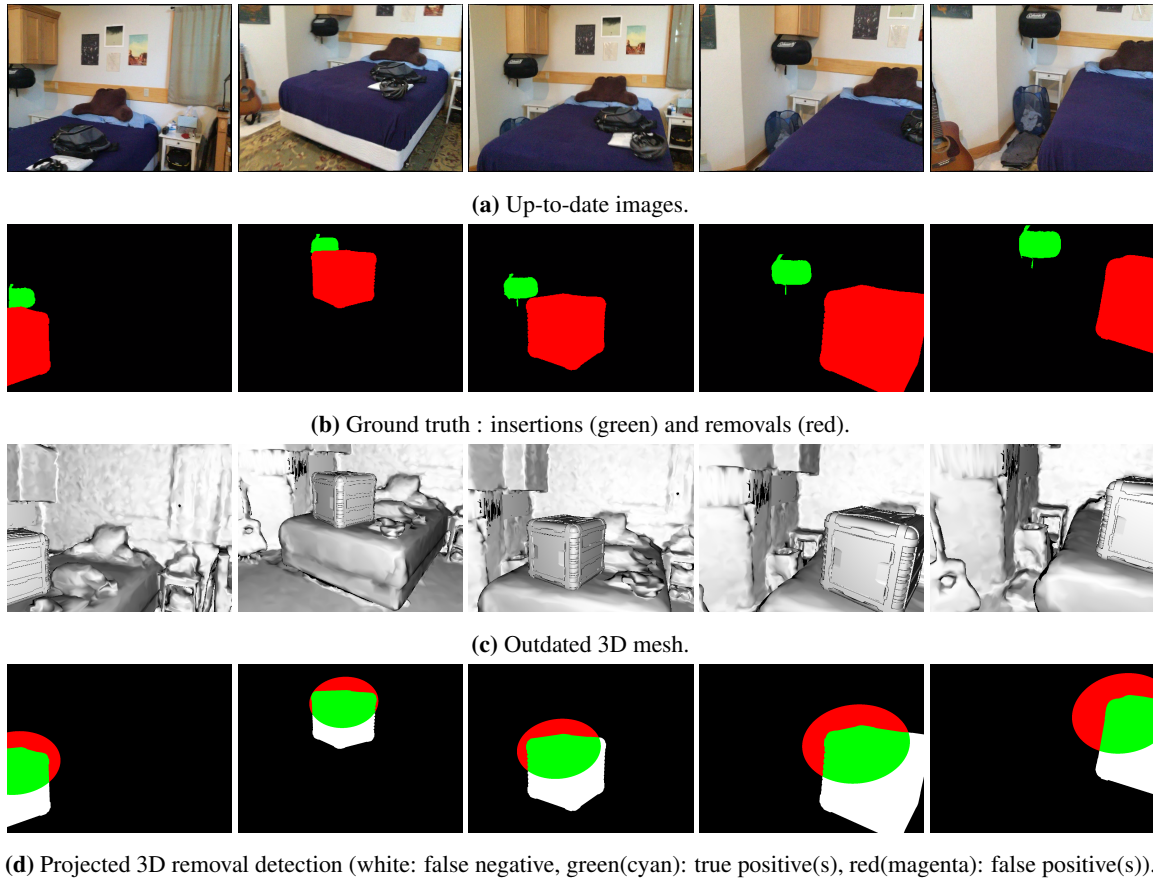 (a) Up-to-date images.
(b) Ground truth : insertions (green) and removals (red).
(c) Outdated 3D mesh.
(d) Projected 3D removal detection (white: false negative, green(cyan): true positive(s), red(magenta): false positive(s)).